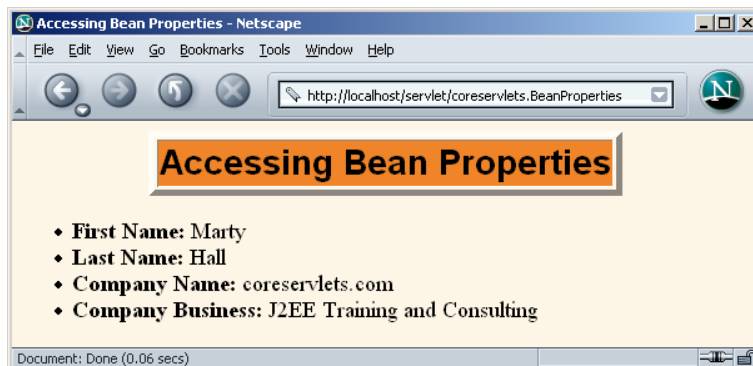 Accessing Bean Properties - Netscape
File Edit View Go Bookmarks Tools Window Help
http://localhost/servlet/coreservlets.BeanProperties
N
Accessing Bean Properties
• First Name: Marty
• Last Name: Hall
• Company Name: coreservlets.com
• Company Business: J2EE Training and Consulting
Document: Done (0.06 secs)